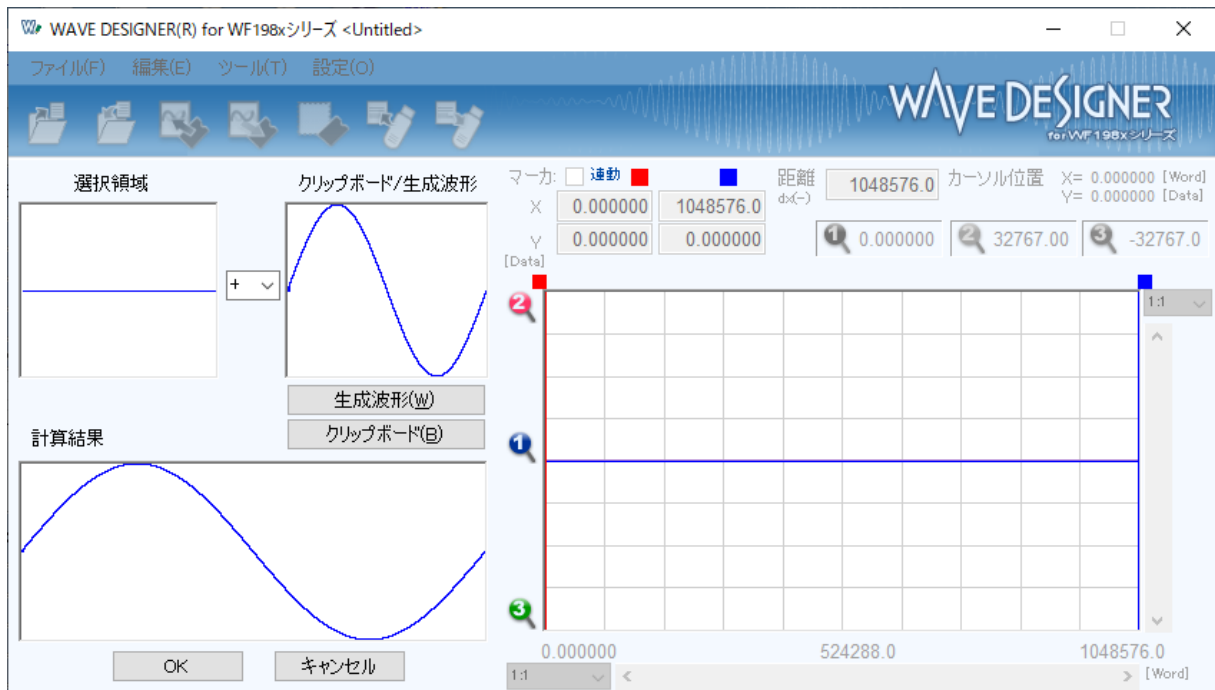 WAVE DESIGNER(R) for WF198xシリーズ <Untitled>
ファイル(F) 編集(E) ツール(T) 設定(O)
WAVE DESIGNER
for WF198xシリーズ
選択領域
クリップボード/生成波形
+
生成波形(W)
クリップボード(B)
計算結果
OK
キャンセル
マーカ: 連動
距離 1048576.0
dx(-)
カーソル位置 X= 0.000000 [Word]
Y= 0.000000 [Data]
X 0.000000 1048576.0
Y 0.000000 0.000000
[Data]
1 0.000000 2 32767.00 3 -32767.0
2
1:1
1
3
0.000000 524288.0 1048576.0
1:1
[Word]